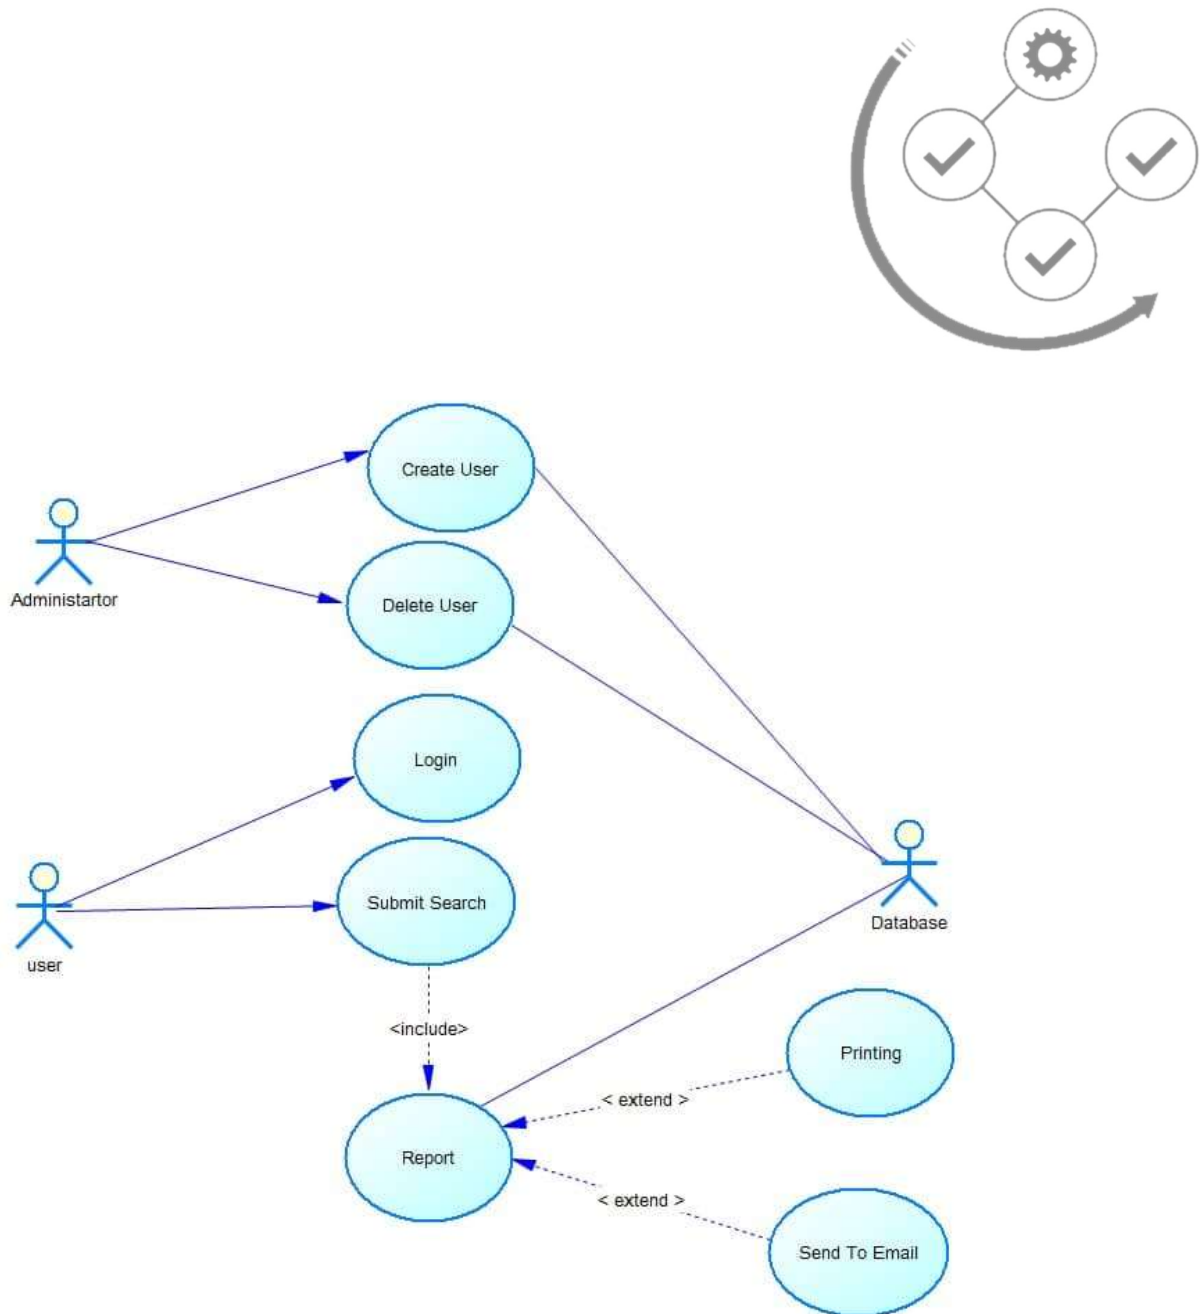 Create User
Administartor
Delete User
Login
Submit Search
user
Database
<include>
Printing
< extend >
Report
< extend >
Send To Email